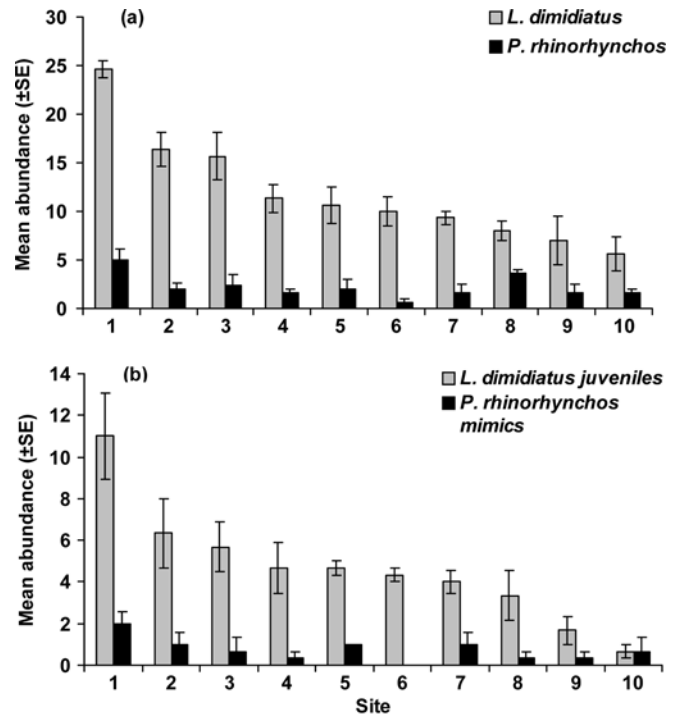 (a)
L. dimidiatus
P. rhinorhynchos
Mean abundance (±SE)
30
25
20
15
10
5
0
1 2 3 4 5 6 7 8 9 10
(b)
L. dimidiatus juveniles
P. rhinorhynchos
mimics
Mean abundance (±SE)
14
12
10
8
6
4
2
0
1 2 3 4 5 6 7 8 9 10
Site